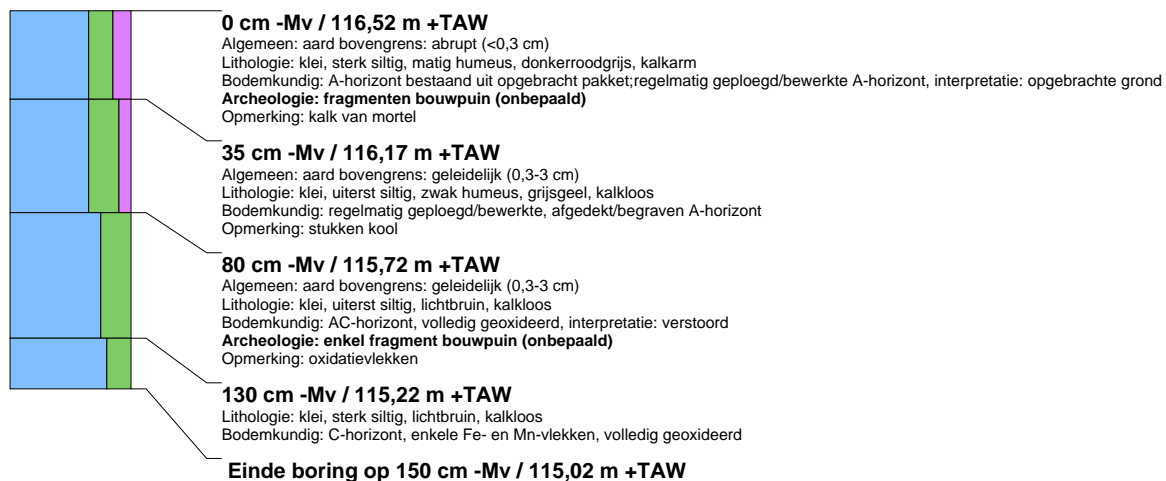 0 cm -Mv / 116,52 m +TAW
Algemeen: aard bovengrens: abrupt (<0,3 cm)
Lithologie: klei, sterk siltig, matig humeus, donkerroodgrijs, kalkarm
Bodemkundig: A-horizont bestaand uit opgebracht pakket;regelmatig geploegd/bewerkte A-horizont, interpretatie: opgebrachte grond
Archeologie: fragmenten bouwpuin (onbepaald)
Opmerking: kalk van mortel
35 cm -Mv / 116,17 m +TAW
Algemeen: aard bovengrens: geleidelijk (0,3-3 cm)
Lithologie: klei, uiterst siltig, zwak humeus, grijsgeel, kalkloos
Bodemkundig: regelmatig geploegd/bewerkte, afgedekt/begraven A-horizont
Opmerking: stukken kool
80 cm -Mv / 115,72 m +TAW
Algemeen: aard bovengrens: geleidelijk (0,3-3 cm)
Lithologie: klei, uiterst siltig, lichtbruin, kalkloos
Bodemkundig: AC-horizont, volledig geoxideerd, interpretatie: verstoord
Archeologie: enkel fragment bouwpuin (onbepaald)
Opmerking: oxidatievlekken
130 cm -Mv / 115,22 m +TAW
Lithologie: klei, sterk siltig, lichtbruin, kalkloos
Bodemkundig: C-horizont, enkele Fe- en Mn-vlekken, volledig geoxideerd
Einde boring op 150 cm -Mv / 115,02 m +TAW